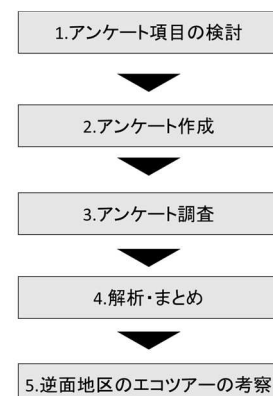 1.アンケート項目の検討
2.アンケート作成
3.アンケート調査
4.解析・まとめ
5.逆面地区のエコツアーの考察